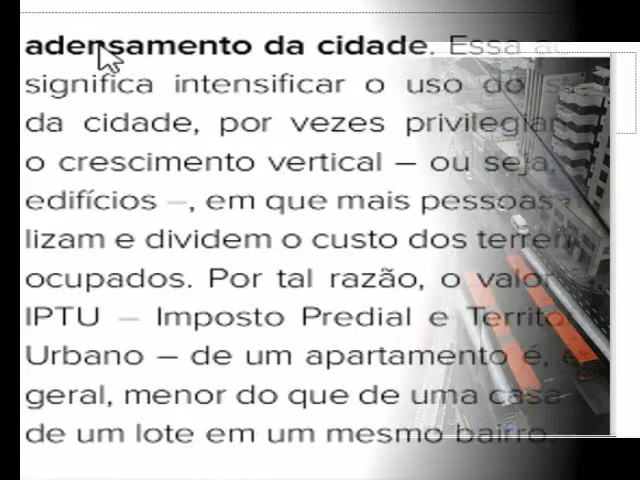 adensamento da cidade. Essa
significa intensificar o uso do
da cidade, por vezes privilegian
o crescimento vertical – ou seja,
edifícios –, em que mais pessoas
lizam e dividem o custo dos terren
ocupados. Por tal razão, o valor
IPTU – Imposto Predial e Territo
Urbano – de um apartamento é, e
geral, menor do que de uma casa
de um lote em um mesmo bairro.